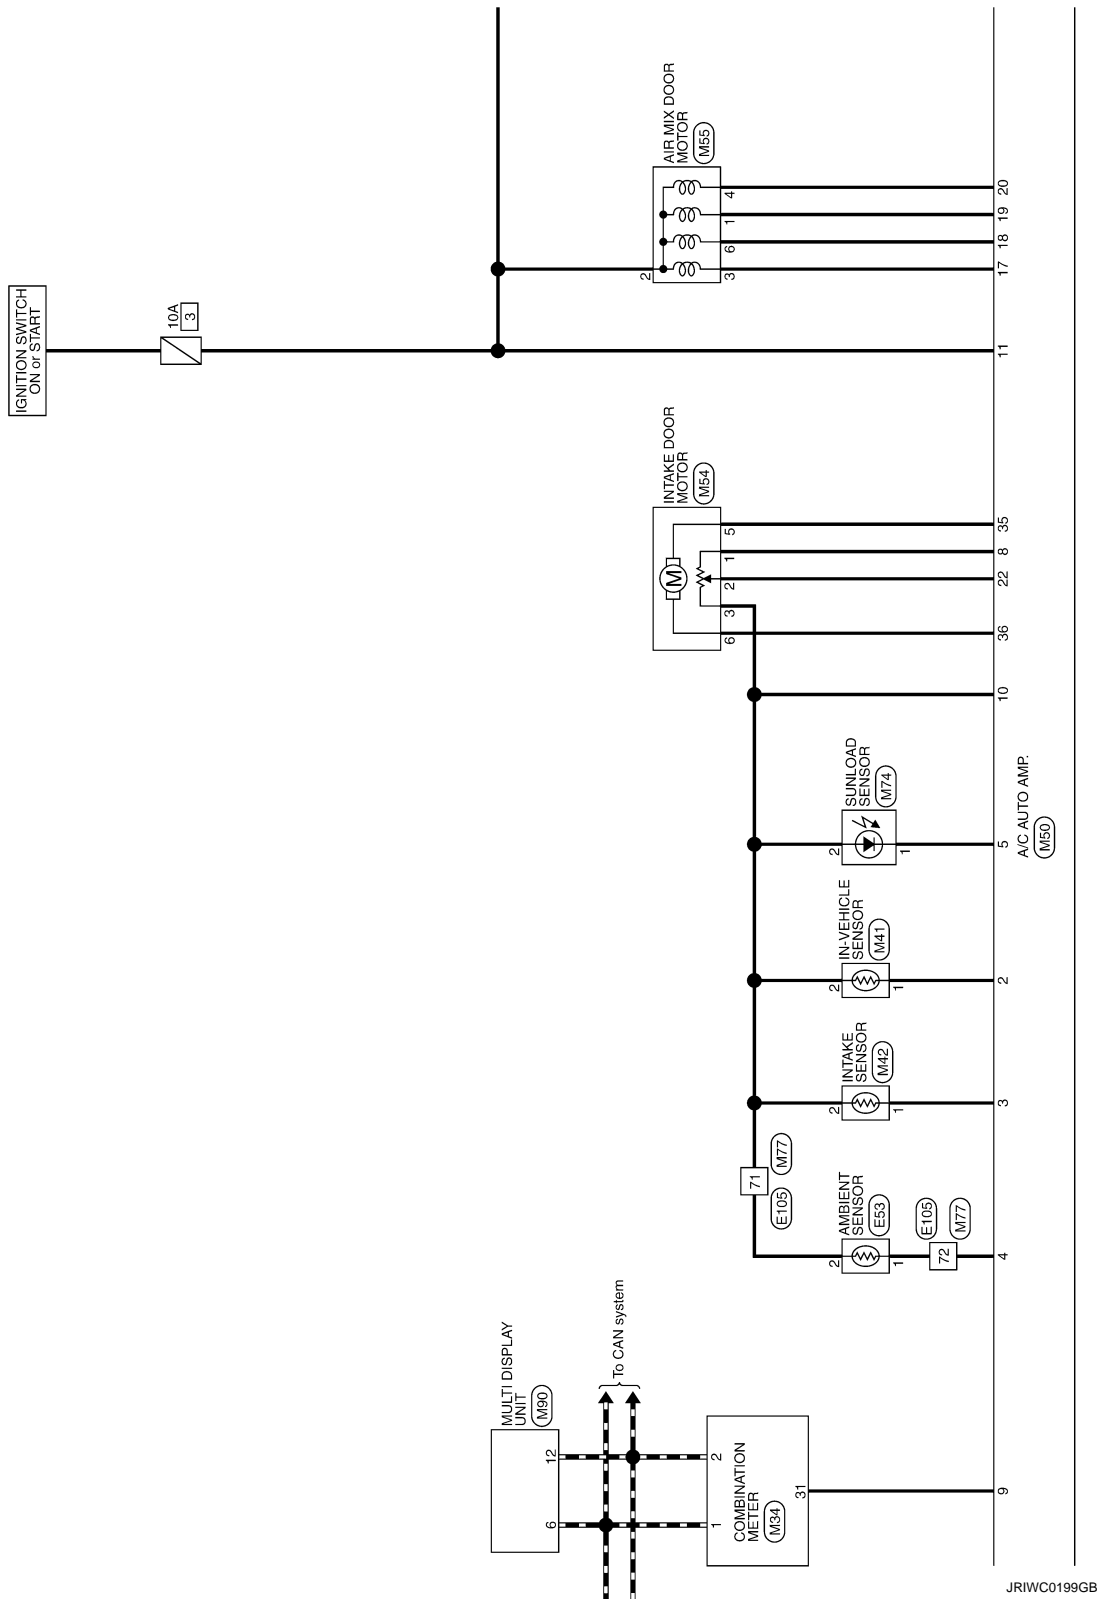 IGNITION SWITCH
ON or START
10A
3
AIR MIX DOOR
MOTOR
M55
2
3
6
1
4
17
18
19
20
11
INTAKE DOOR
MOTOR
M54
M
6
3
2
1
5
36
22
8
35
10
SUNLOAD
SENSOR
M74
2
1
5
IN-VEHICLE
SENSOR
M41
2
1
2
INTAKE
SENSOR
M42
2
1
3
71
E105
M77
AMBIENT
SENSOR
E53
2
1
72
E105
M77
4
A/C AUTO AMP.
M50
MULTI DISPLAY
UNIT
M90
6
12
To CAN system
1
2
COMBINATION
METER
M34
31
9
JRIWC0199GB